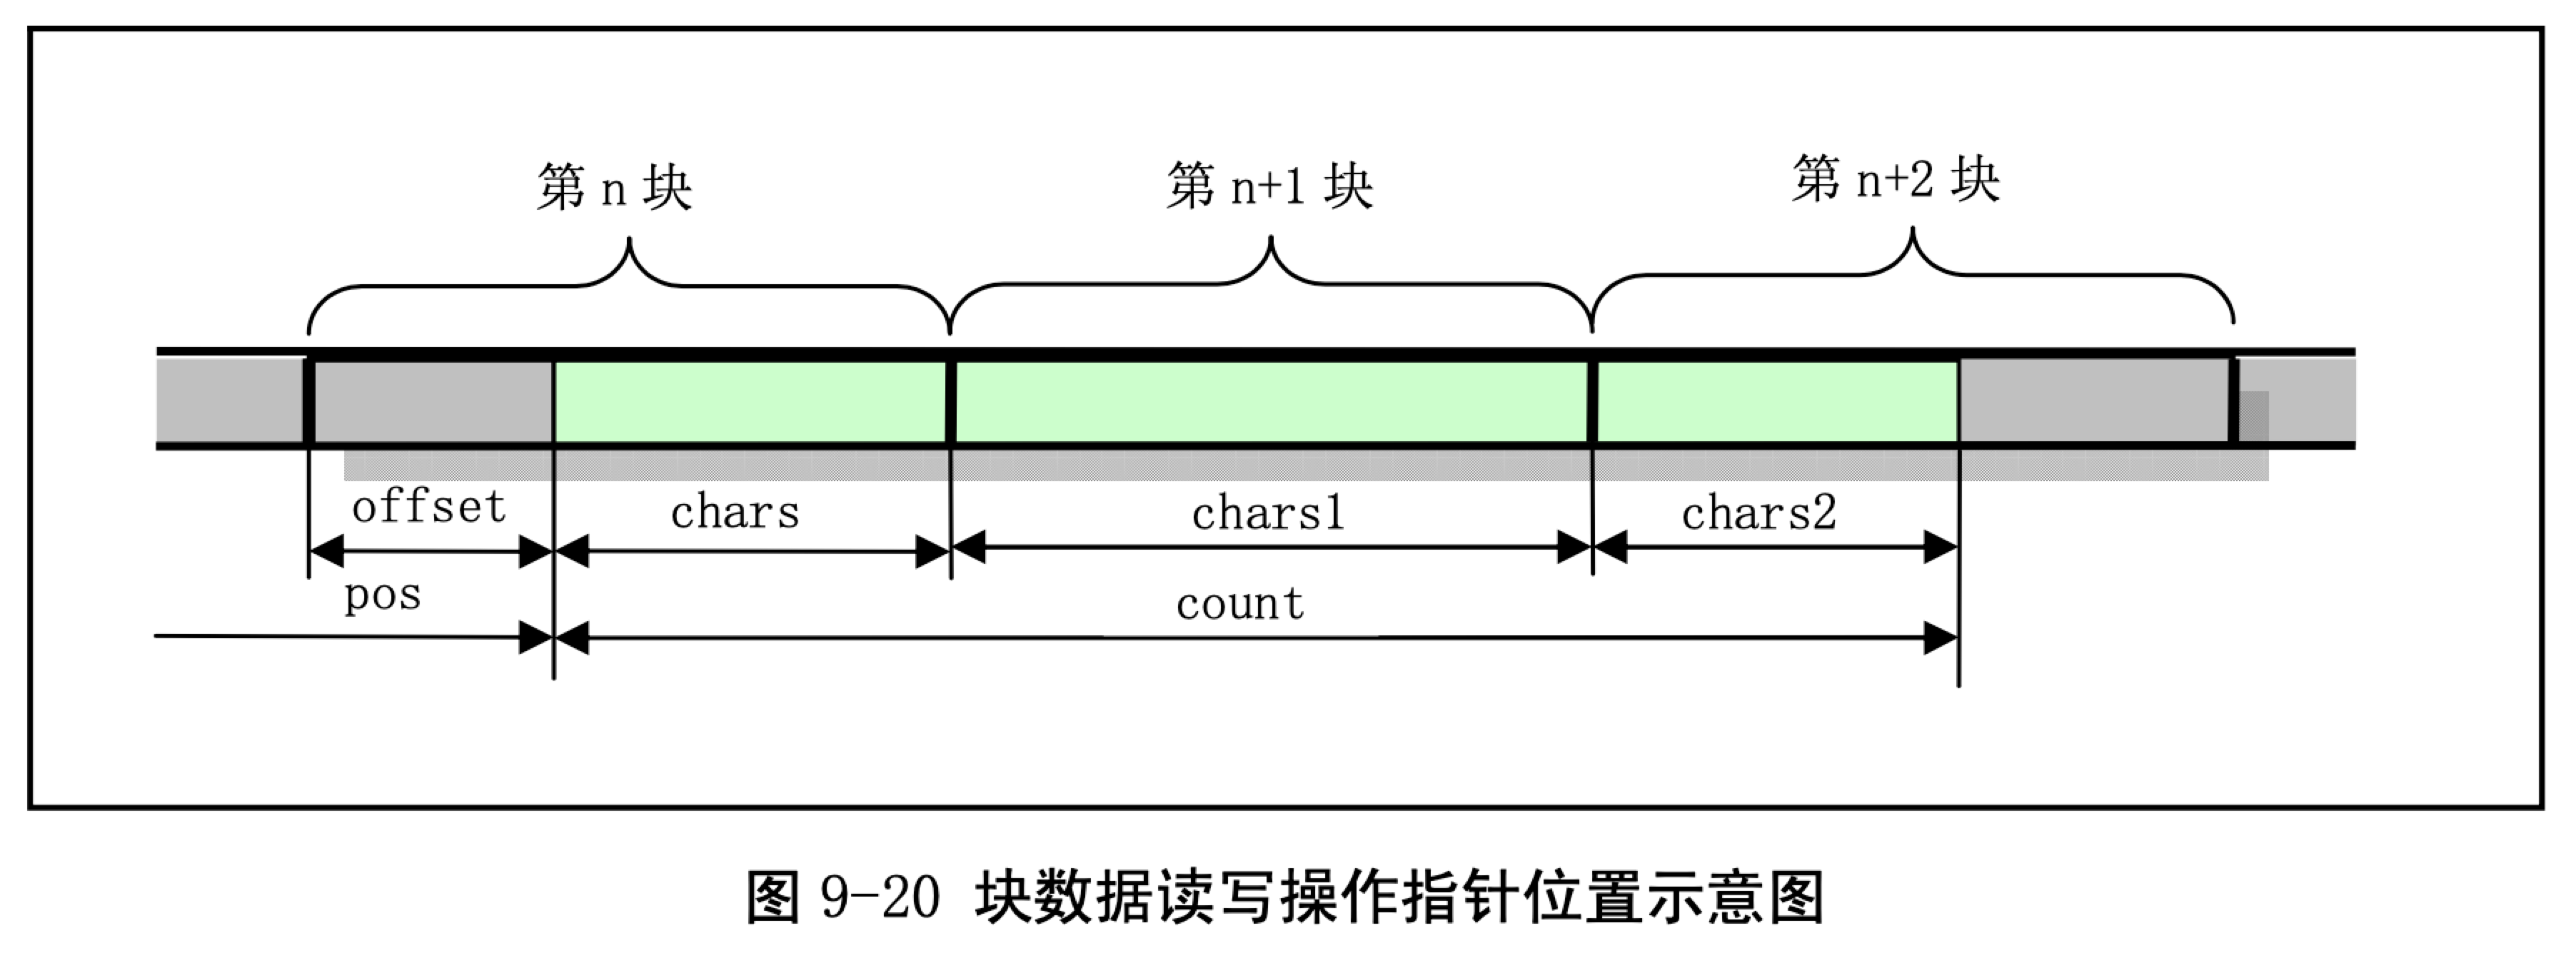 第 n 块 第 n+1 块 第 n+2 块
offset chars chars1 chars2
pos count
图 9-20 块数据读写操作指针位置示意图